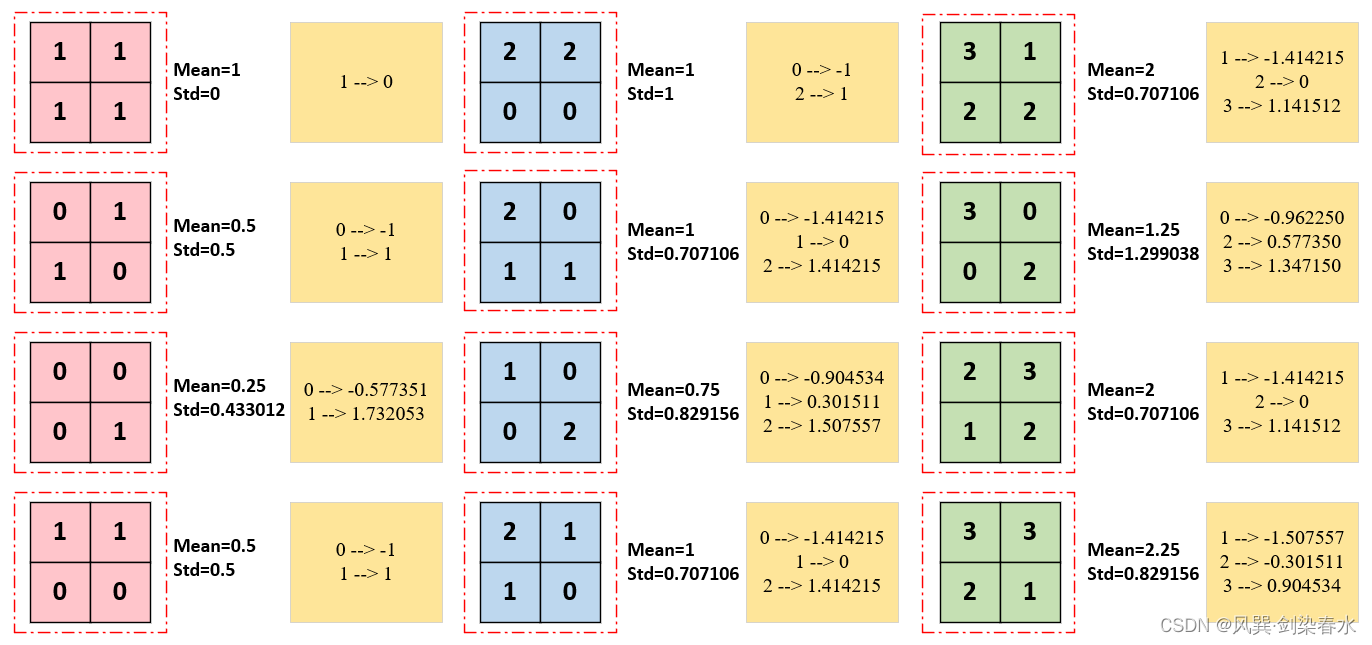 1 1
1 1
Mean=1
Std=0
1 --> 0
2 2
0 0
Mean=1
Std=1
0 --> -1
2 --> 1
3 1
2 2
Mean=2
Std=0.707106
1 --> -1.414215
2 --> 0
3 --> 1.141512
0 1
1 0
Mean=0.5
Std=0.5
0 --> -1
1 --> 1
2 0
1 1
Mean=1
Std=0.707106
0 --> -1.414215
1 --> 0
2 --> 1.414215
3 0
0 2
Mean=1.25
Std=1.299038
0 --> -0.962250
2 --> 0.577350
3 --> 1.347150
0 0
0 1
Mean=0.25
Std=0.433012
0 --> -0.577351
1 --> 1.732053
1 0
0 2
Mean=0.75
Std=0.829156
0 --> -0.904534
1 --> 0.301511
2 --> 1.507557
2 3
1 2
Mean=2
Std=0.707106
1 --> -1.414215
2 --> 0
3 --> 1.141512
1 1
0 0
Mean=0.5
Std=0.5
0 --> -1
1 --> 1
2 1
1 0
Mean=1
Std=0.707106
0 --> -1.414215
1 --> 0
2 --> 1.414215
3 3
2 1
Mean=2.25
Std=0.829156
1 --> -1.507557
2 --> -0.301511
3 --> 0.904534
CSDN @风巽·剑染春水